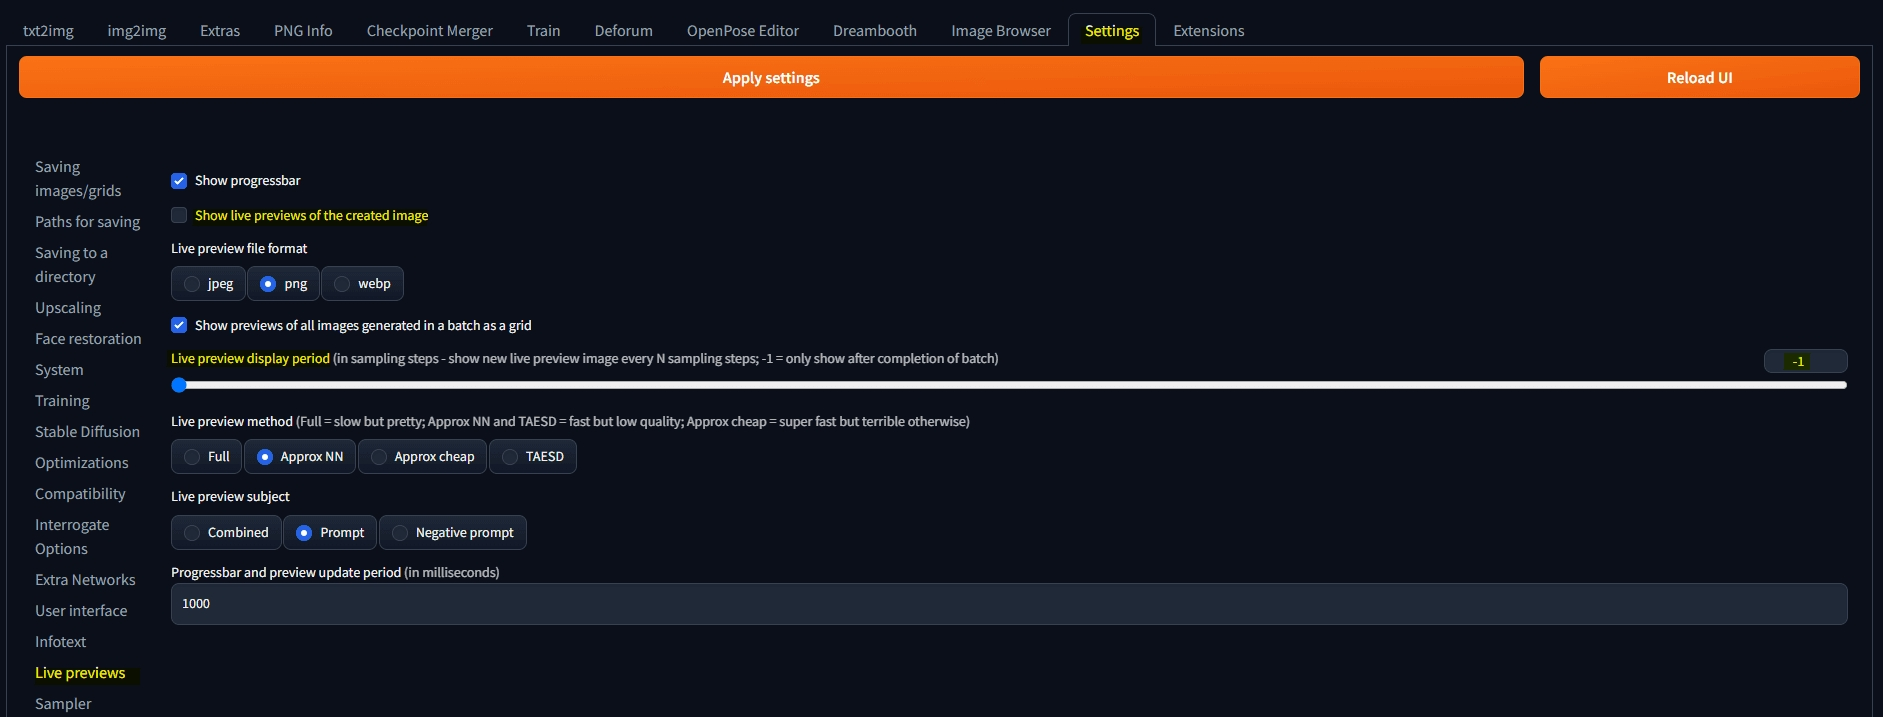 txt2img img2img Extras PNG Info Checkpoint Merger Train Deforum OpenPose Editor Dreambooth Image Browser Settings Extensions
Apply settings Reload UI
Saving
images/grids
Paths for saving
Saving to a
directory
Upscaling
Face restoration
System
Training
Stable Diffusion
Optimizations
Compatibility
Interrogate
Options
Extra Networks
User interface
Infotext
Live previews
Sampler
Show progressbar
Show live previews of the created image
Live preview file format
jpeg png webp
Show previews of all images generated in a batch as a grid
Live preview display period (in sampling steps - show new live preview image every N sampling steps; -1 = only show after completion of batch) -1
Live preview method (Full = slow but pretty; Approx NN and TAESD = fast but low quality; Approx cheap = super fast but terrible otherwise)
Full Approx NN Approx cheap TAESD
Live preview subject
Combined Prompt Negative prompt
Progressbar and preview update period (in milliseconds)
1000